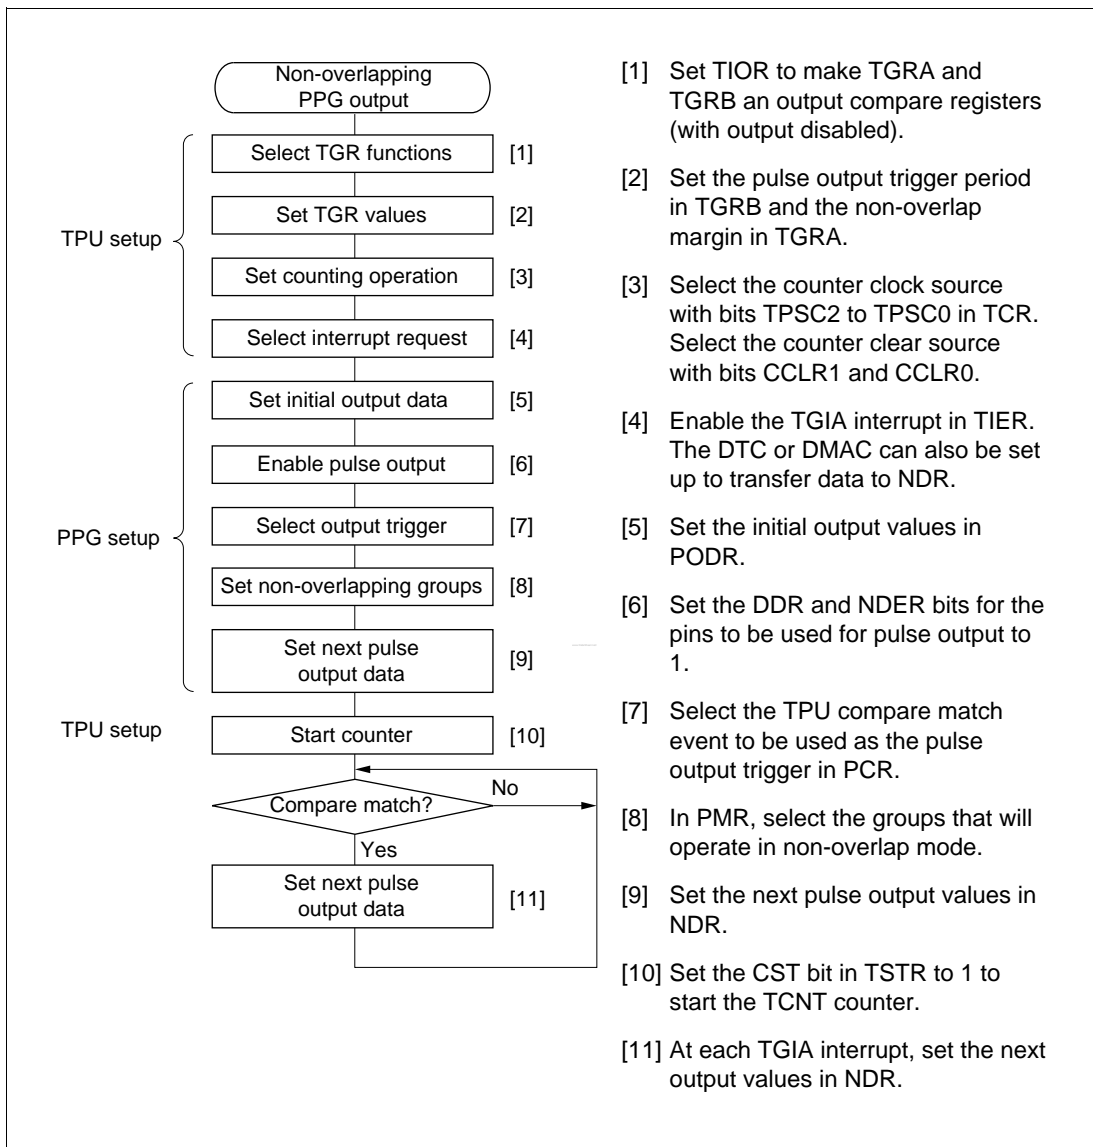 Non-overlapping
PPG output
TPU setup
Select TGR functions [1]
Set TGR values [2]
Set counting operation [3]
Select interrupt request [4]
PPG setup
Set initial output data [5]
Enable pulse output [6]
Select output trigger [7]
Set non-overlapping groups [8]
Set next pulse
output data [9]
TPU setup
Start counter [10]
Compare match?
No
Yes
Set next pulse
output data [11]
[1] Set TIOR to make TGRA and
TGRB an output compare registers
(with output disabled).
[2] Set the pulse output trigger period
in TGRB and the non-overlap
margin in TGRA.
[3] Select the counter clock source
with bits TPSC2 to TPSC0 in TCR.
Select the counter clear source
with bits CCLR1 and CCLR0.
[4] Enable the TGIA interrupt in TIER.
The DTC or DMAC can also be set
up to transfer data to NDR.
[5] Set the initial output values in
PODR.
[6] Set the DDR and NDER bits for the
pins to be used for pulse output to
1.
[7] Select the TPU compare match
event to be used as the pulse
output trigger in PCR.
[8] In PMR, select the groups that will
operate in non-overlap mode.
[9] Set the next pulse output values in
NDR.
[10] Set the CST bit in TSTR to 1 to
start the TCNT counter.
[11] At each TGIA interrupt, set the next
output values in NDR.